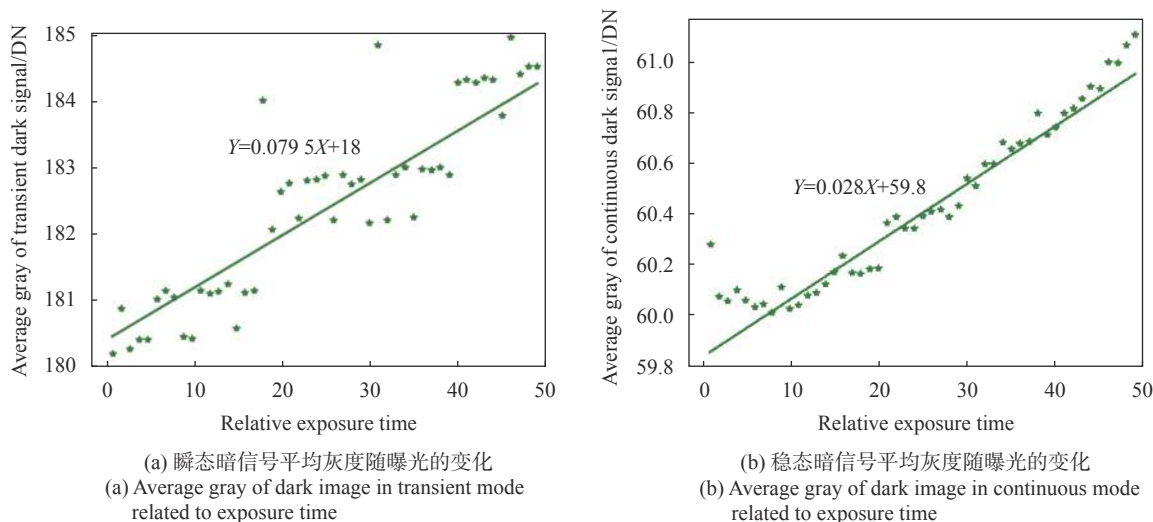 Average gray of transient dark signal/DN
185
184
183
182
181
180
Y=0.079 5X+18
0 10 20 30 40 50
Relative exposure time
(a) 瞬态暗信号平均灰度随曝光的变化
(a) Average gray of dark image in transient mode
related to exposure time
Average gray of continuous dark signal/DN
61.0
60.8
60.6
60.4
60.2
60.0
59.8
Y=0.028X+59.8
0 10 20 30 40 50
Relative exposure time
(b) 稳态暗信号平均灰度随曝光的变化
(b) Average gray of dark image in continuous mode
related to exposure time